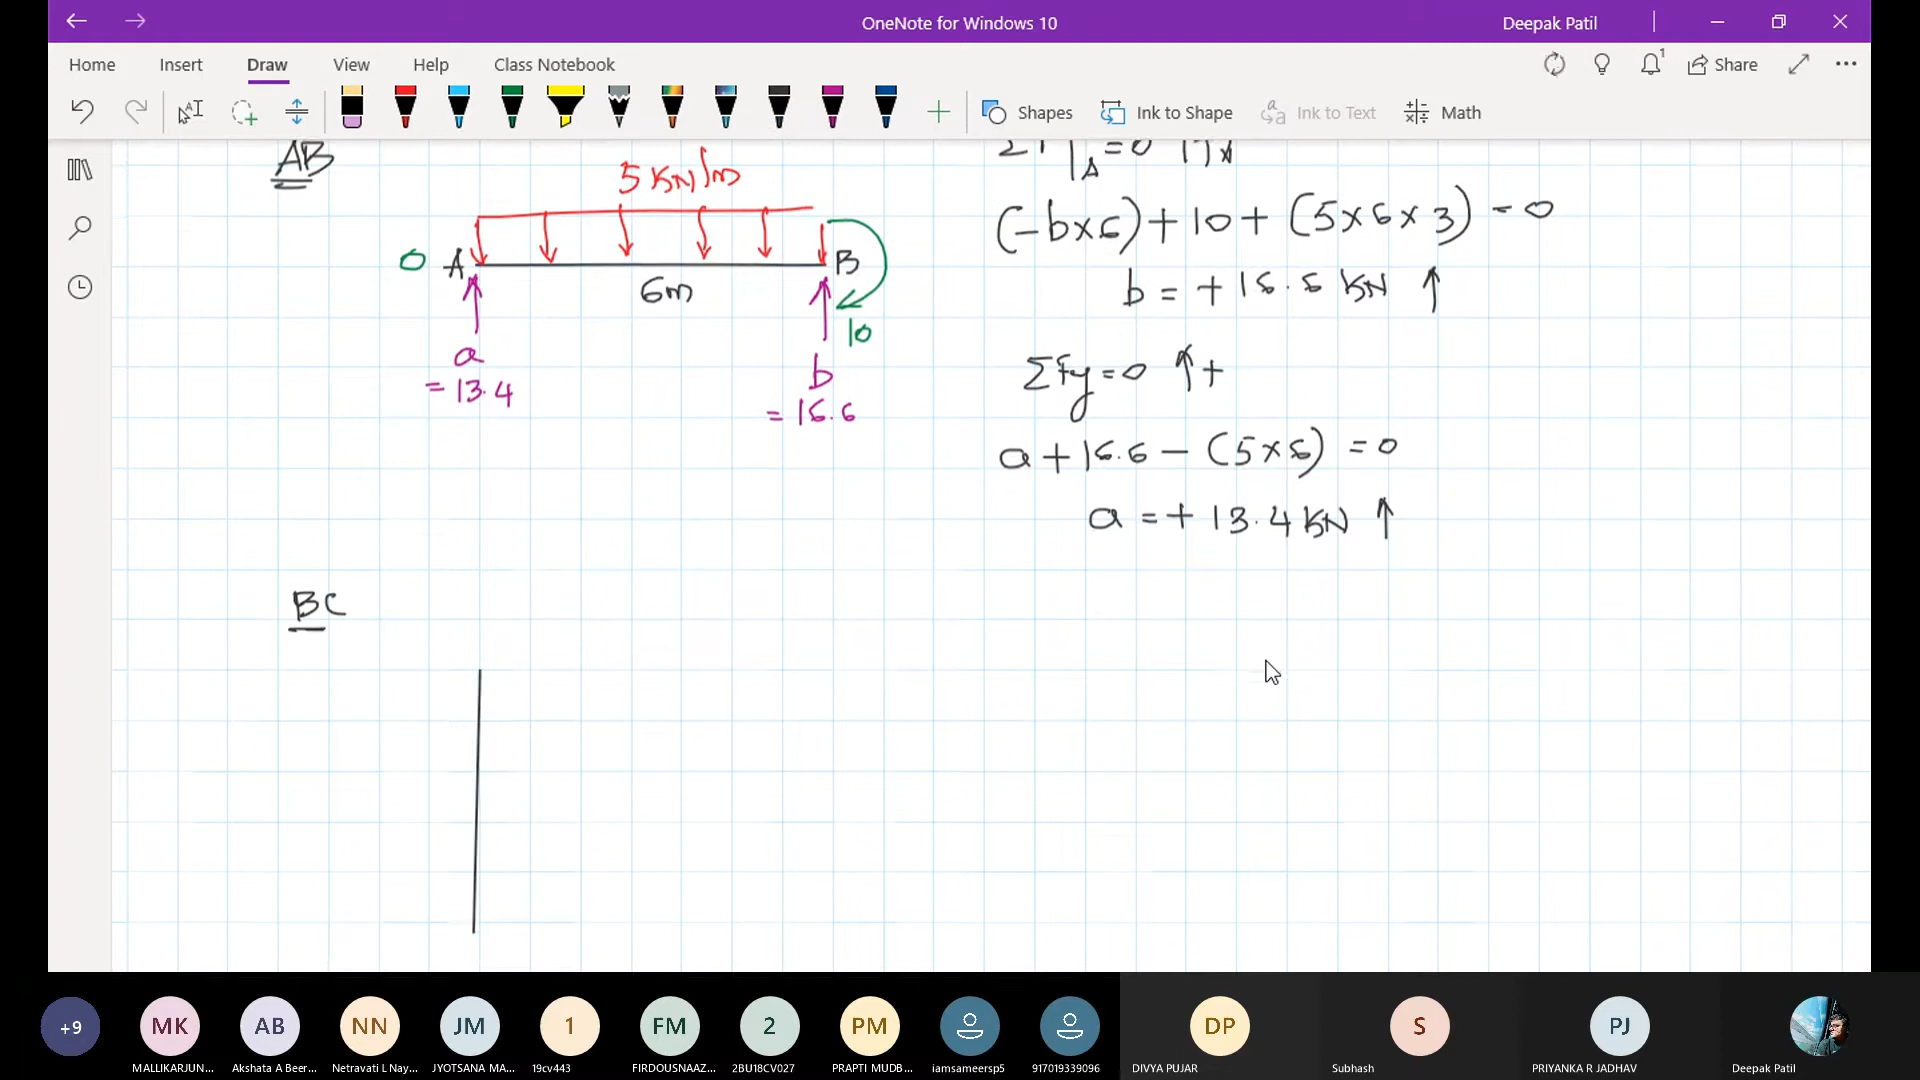 OneNote for Windows 10
Deepak Patil
Home Insert Draw View Help Class Notebook
1 Share
Shapes Ink to Shape Ink to Text Math
AB
5 KN/m
0 A B
6m
10
a
= 13.4
b
= 16.6
(-b×6)+10+(5×6×3) = 0
b = + 16.6 KN ↑
ΣFy=0 ↑+
a+16.6-(5×6) = 0
a = + 13.4 KN ↑
BC
+9 MK AB NN JM 1 FM 2 PM DP S PJ
MALLIKARJUN... Akshata A Beer... Netravati L Nay... JYOTSANA MA... 19cv443 FIRDOUSNAAZ... 2BU18CV027 PRAPTI MUDB... iamsameersp5 917019339096 DIVYA PUJAR Subhash PRIYANKA R JADHAV Deepak Patil